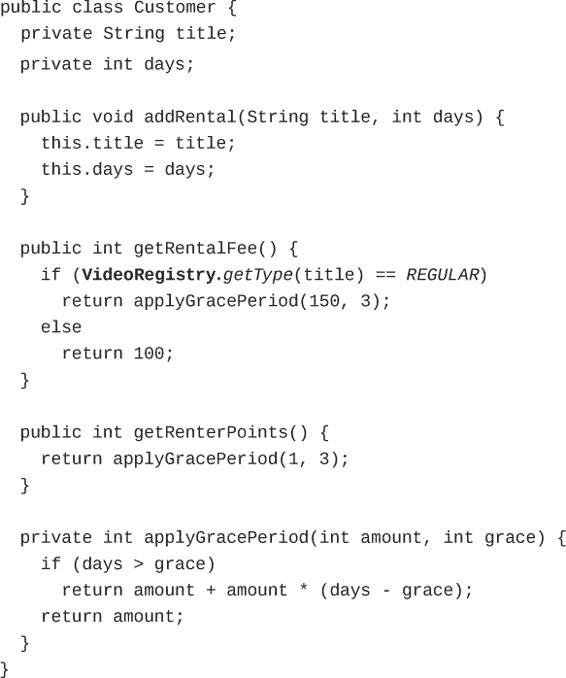 public class Customer {
  private String title;
  private int days;

  public void addRental(String title, int days) {
    this.title = title;
    this.days = days;
  }

  public int getRentalFee() {
    if (VideoRegistry.getType(title) == REGULAR)
      return applyGracePeriod(150, 3);
    else
      return 100;
  }

  public int getRenterPoints() {
    return applyGracePeriod(1, 3);
  }

  private int applyGracePeriod(int amount, int grace) {
    if (days > grace)
      return amount + amount * (days - grace);
    return amount;
  }
}